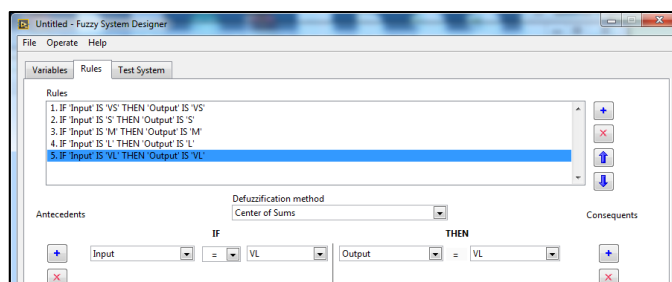 Untitled - Fuzzy System Designer
File Operate Help
Variables Rules Test System
Rules
1. IF 'Input' IS 'VS' THEN 'Output' IS 'VS'
2. IF 'Input' IS 'S' THEN 'Output' IS 'S'
3. IF 'Input' IS 'M' THEN 'Output' IS 'M'
4. IF 'Input' IS 'L' THEN 'Output' IS 'L'
5. IF 'Input' IS 'VL' THEN 'Output' IS 'VL'
Defuzzification method
Antecedents Center of Sums Consequents
IF THEN
Input = VL Output = VL